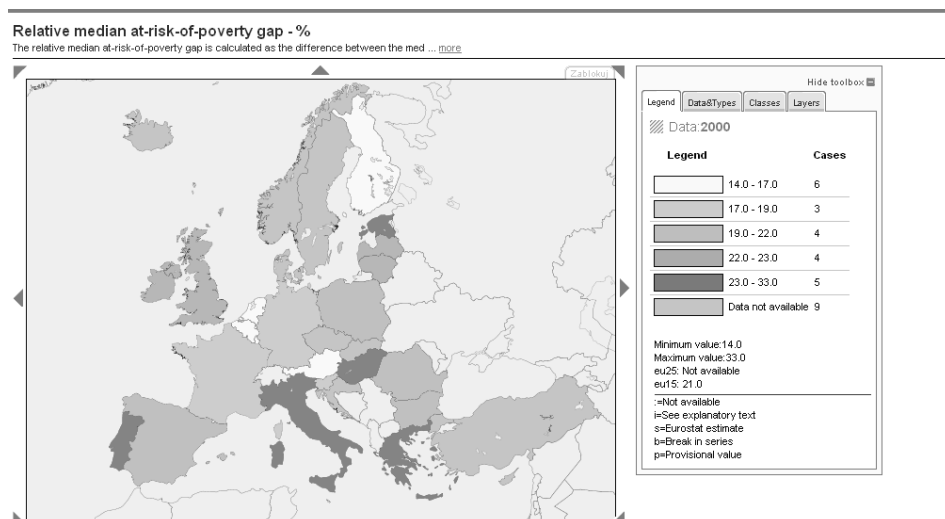 Relative median at-risk-of-poverty gap - %
The relative median at-risk-of-poverty gap is calculated as the difference between the med ... more
Zablokuj
Hide toolbox
Legend Data&Types Classes Layers
Data:2000
Legend Cases
14.0 - 17.0 6
17.0 - 19.0 3
19.0 - 22.0 4
22.0 - 23.0 4
23.0 - 33.0 5
Data not available 9
Minimum value:14.0
Maximum value:33.0
eu25: Not available
eu15: 21.0
:=Not available
i=See explanatory text
s=Eurostat estimate
b=Break in series
p=Provisional value